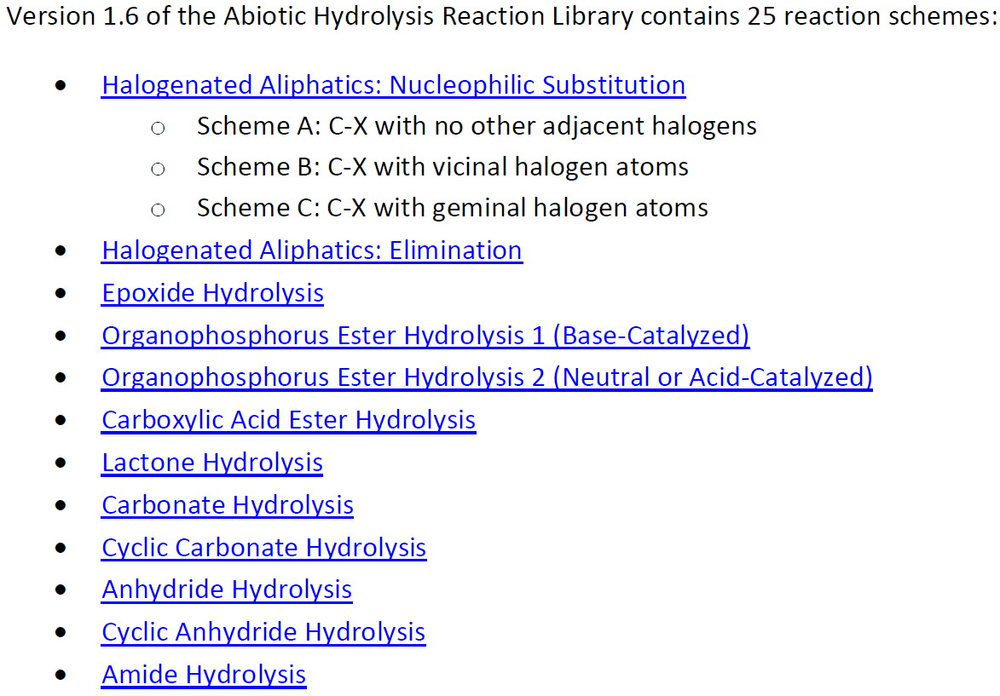 Version 1.6 of the Abiotic Hydrolysis Reaction Library contains 25 reaction schemes:
• Halogenated Aliphatics: Nucleophilic Substitution
○ Scheme A: C-X with no other adjacent halogens
○ Scheme B: C-X with vicinal halogen atoms
○ Scheme C: C-X with geminal halogen atoms
• Halogenated Aliphatics: Elimination
• Epoxide Hydrolysis
• Organophosphorus Ester Hydrolysis 1 (Base-Catalyzed)
• Organophosphorus Ester Hydrolysis 2 (Neutral or Acid-Catalyzed)
• Carboxylic Acid Ester Hydrolysis
• Lactone Hydrolysis
• Carbonate Hydrolysis
• Cyclic Carbonate Hydrolysis
• Anhydride Hydrolysis
• Cyclic Anhydride Hydrolysis
• Amide Hydrolysis